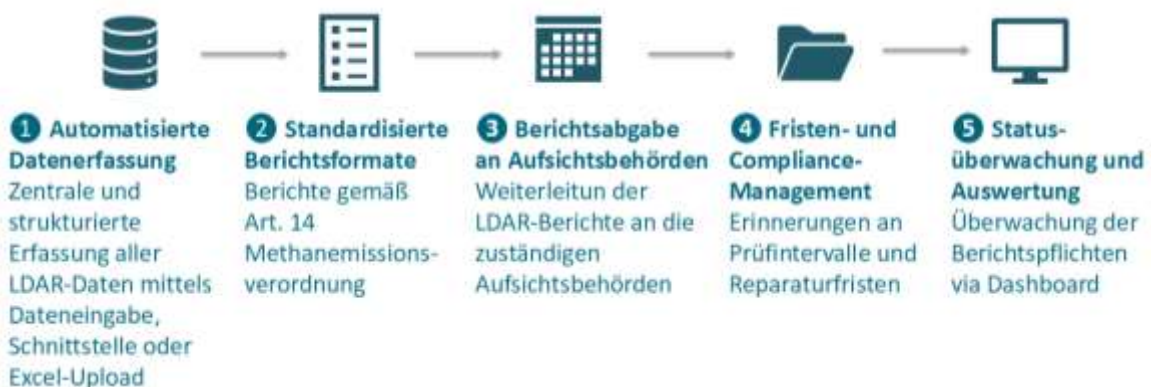 1 Automatisierte
Datenerfassung
Zentrale und
strukturierte
Erfassung aller
LDAR-Daten mittels
Dateneingabe,
Schnittstelle oder
Excel-Upload
2 Standardisierte
Berichtsformate
Berichte gemäß
Art. 14
Methanemissions-
verordnung
3 Berichtsabgabe
an Aufsichtsbehörden
Weiterleitun der
LDAR-Berichte an die
zuständigen
Aufsichtsbehörden
4 Fristen- und
Compliance-
Management
Erinnerungen an
Prüfintervalle und
Reparaturfristen
5 Status-
überwachung und
Auswertung
Überwachung der
Berichtspflichten
via Dashboard